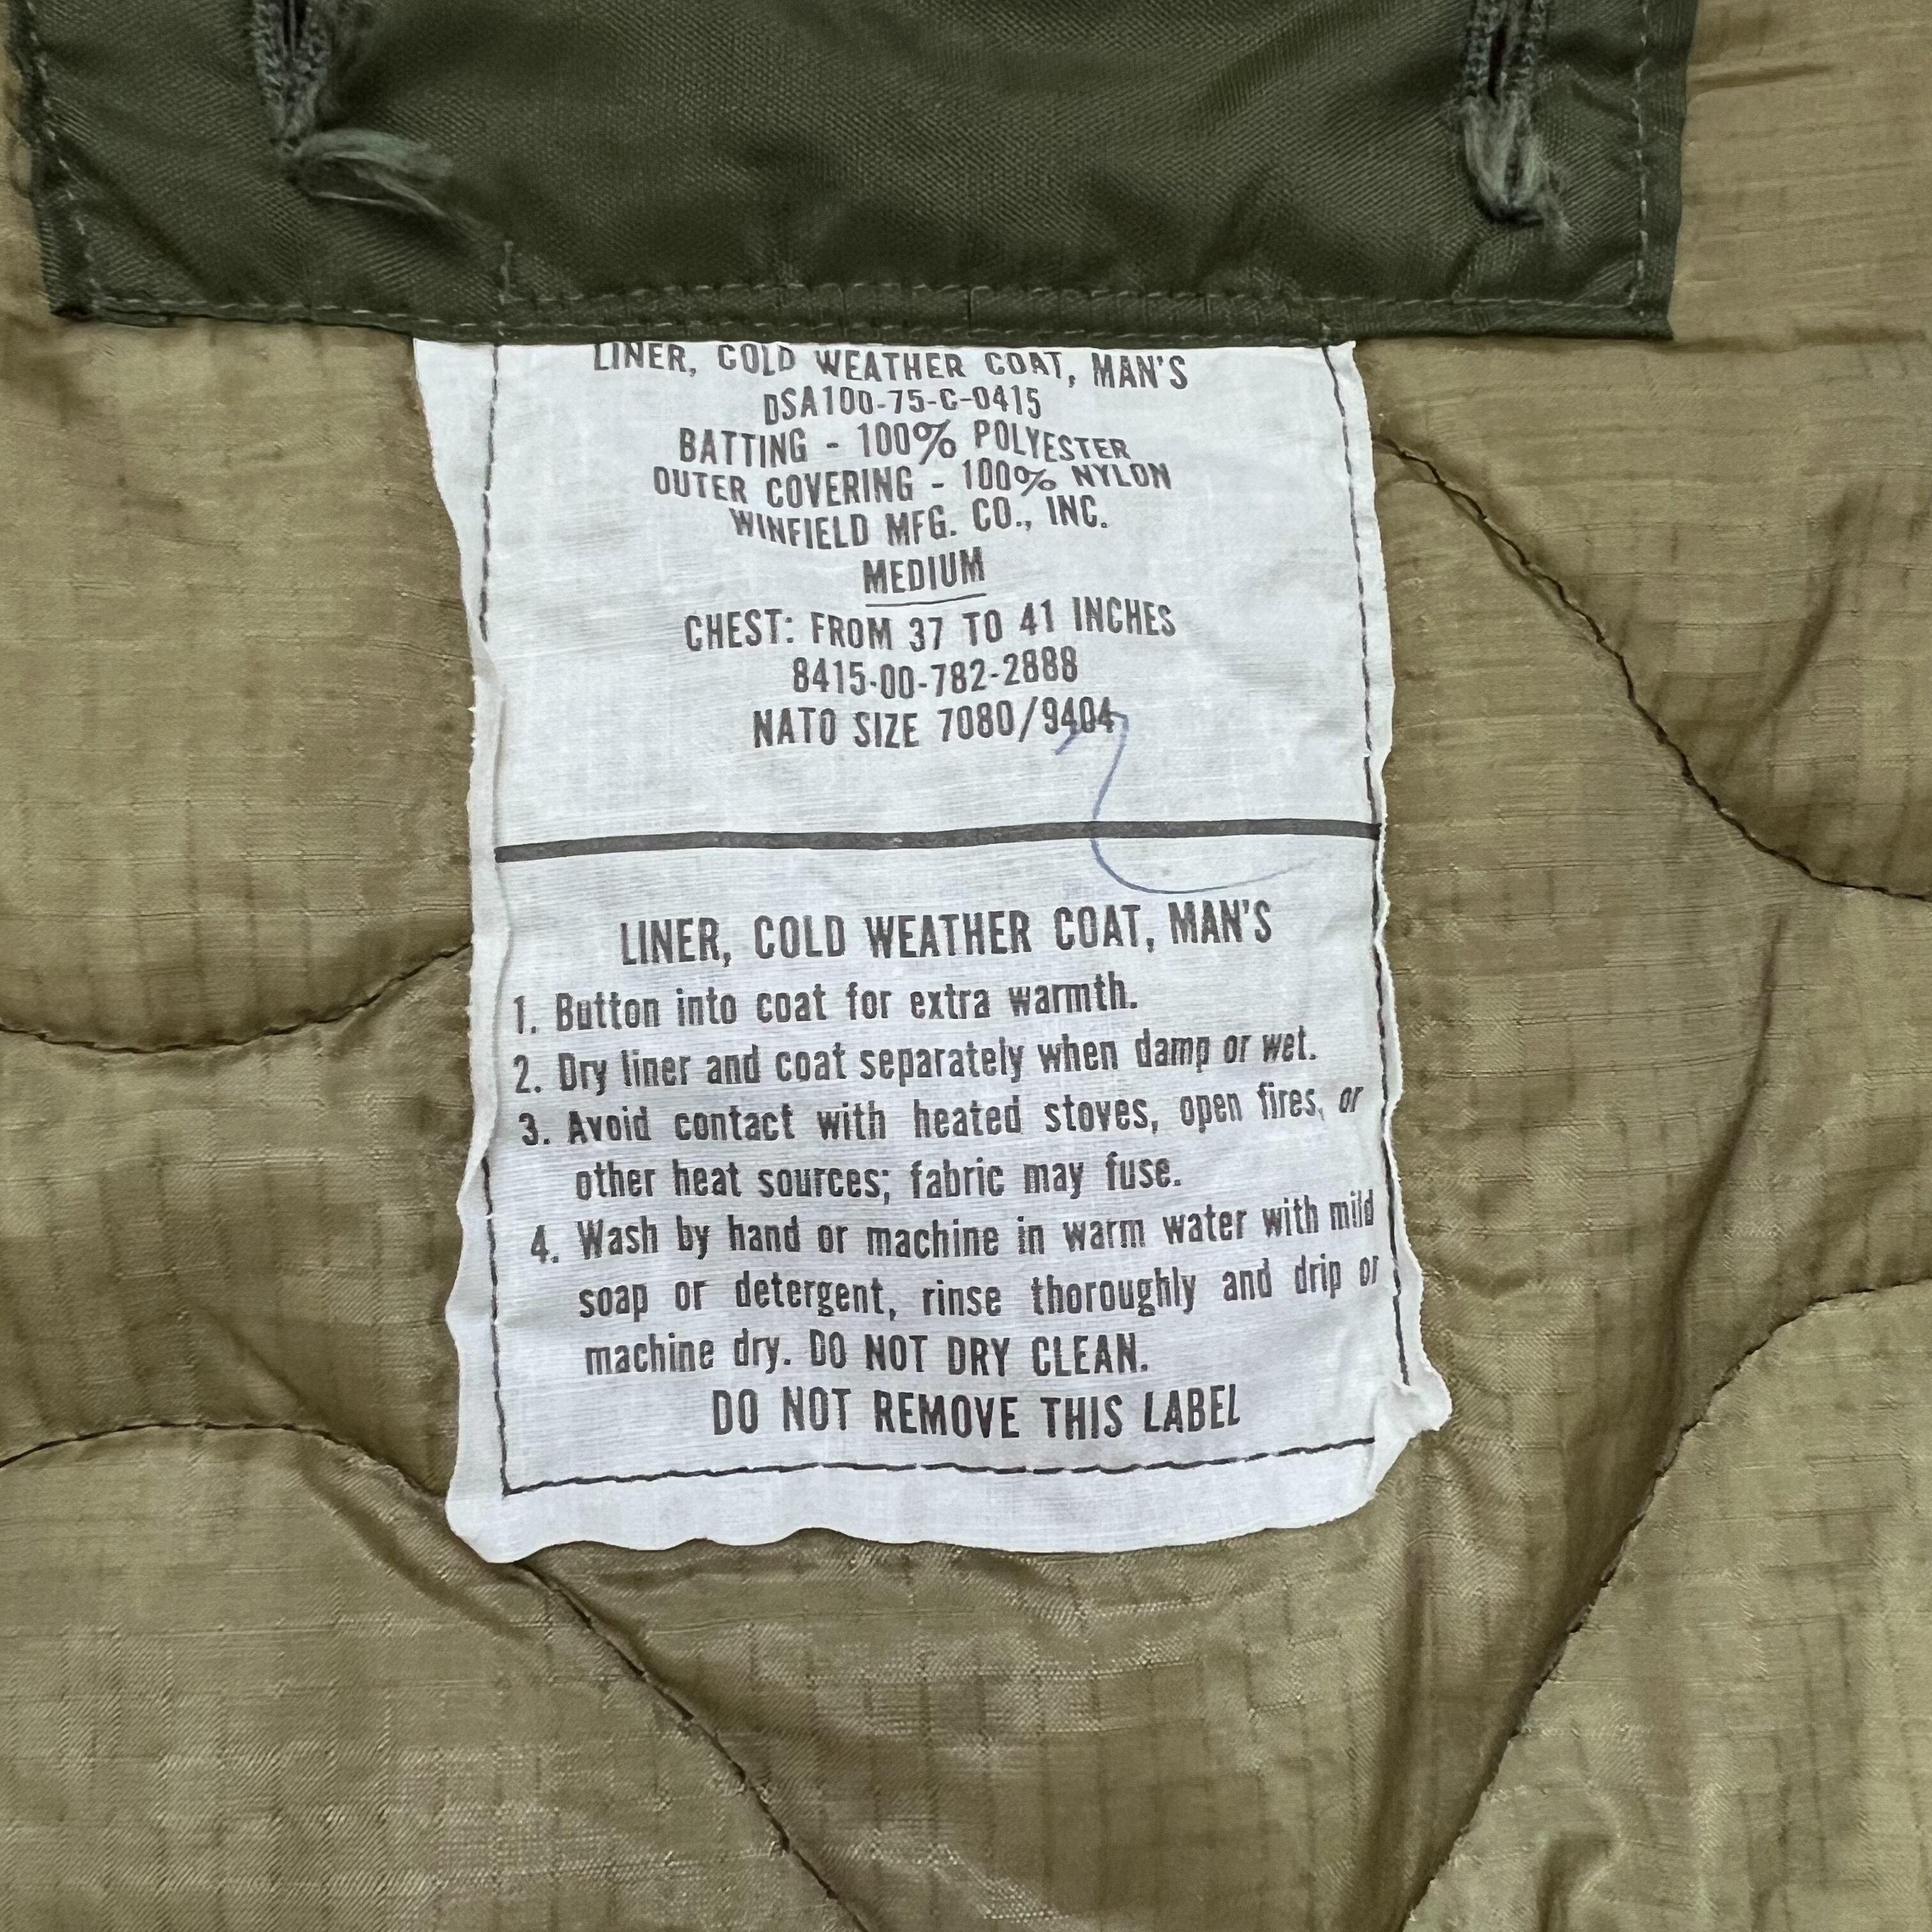 LINER, COLD WEATHER COAT, MAN'S
DSA100-75-C-0415
BATTING - 100% POLYESTER
OUTER COVERING - 100% NYLON
WINFIELD MFG. CO., INC.
MEDIUM
CHEST: FROM 37 TO 41 INCHES
8415-00-782-2888
NATO SIZE 7080/9404
LINER, COLD WEATHER COAT, MAN'S
1. Button into coat for extra warmth.
2. Dry liner and coat separately when damp or wet.
3. Avoid contact with heated stoves, open fires, or
other heat sources; fabric may fuse.
4. Wash by hand or machine in warm water with mild
soap or detergent, rinse thoroughly and drip or
machine dry. DO NOT DRY CLEAN.
DO NOT REMOVE THIS LABEL